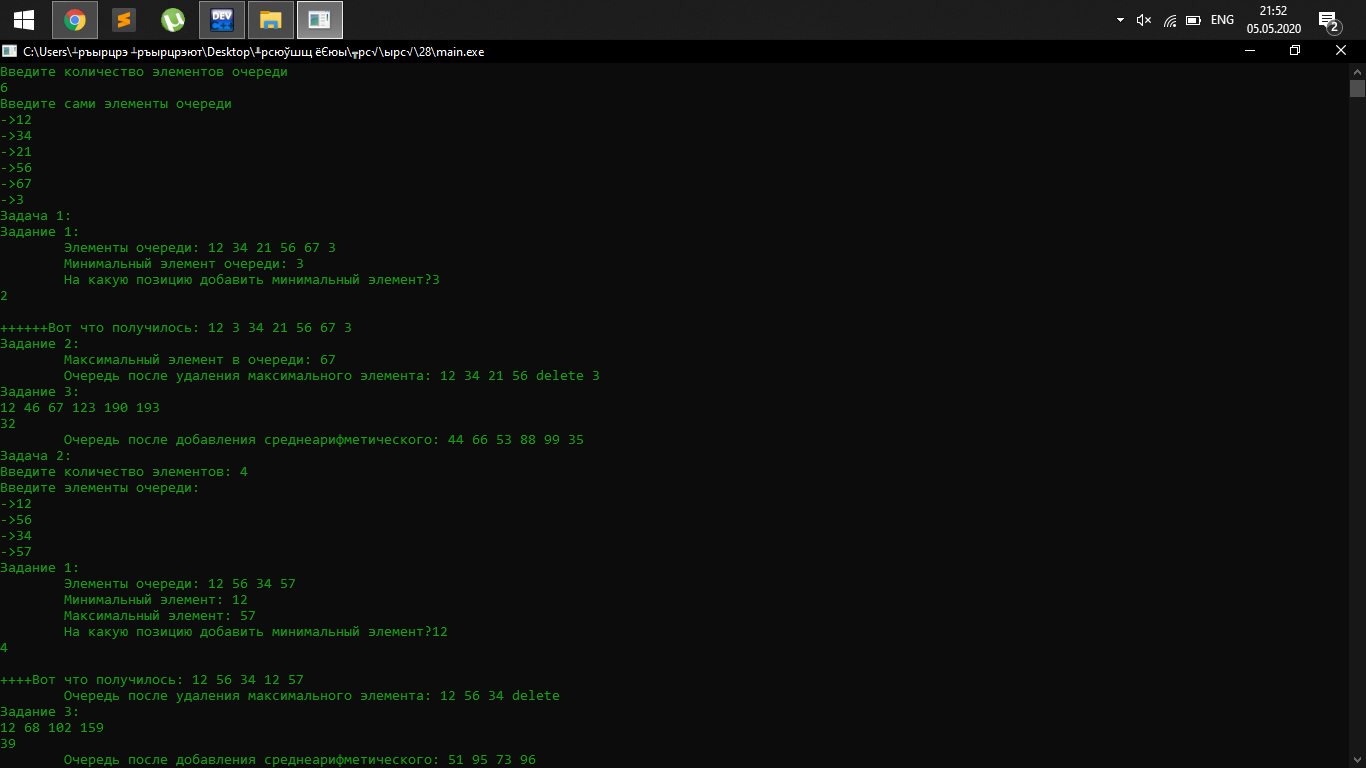 DEV
ENG
21:52
05.05.2020
2
C:\Users\┴ръырцрэ ┴ръырцрэют\Desktop\╨рсюўшщ ёЄюы\╤рс√\ырс√\28\main.exe
Введите количество элементов очереди
6
Введите сами элементы очереди
->12
->34
->21
->56
->67
->3
Задача 1:
Задание 1:
Элементы очереди: 12 34 21 56 67 3
Минимальный элемент очереди: 3
На какую позицию добавить минимальный элемент?3
2
++++++Вот что получилось: 12 3 34 21 56 67 3
Задание 2:
Максимальный элемент в очереди: 67
Очередь после удаления максимального элемента: 12 34 21 56 delete 3
Задание 3:
12 46 67 123 190 193
32
Очередь после добавления среднеарифметического: 44 66 53 88 99 35
Задача 2:
Введите количество элементов: 4
Введите элементы очереди:
->12
->56
->34
->57
Задание 1:
Элементы очереди: 12 56 34 57
Минимальный элемент: 12
Максимальный элемент: 57
На какую позицию добавить минимальный элемент?12
4
++++Вот что получилось: 12 56 34 12 57
Очередь после удаления максимального элемента: 12 56 34 delete
Задание 3:
12 68 102 159
39
Очередь после добавления среднеарифметического: 51 95 73 96